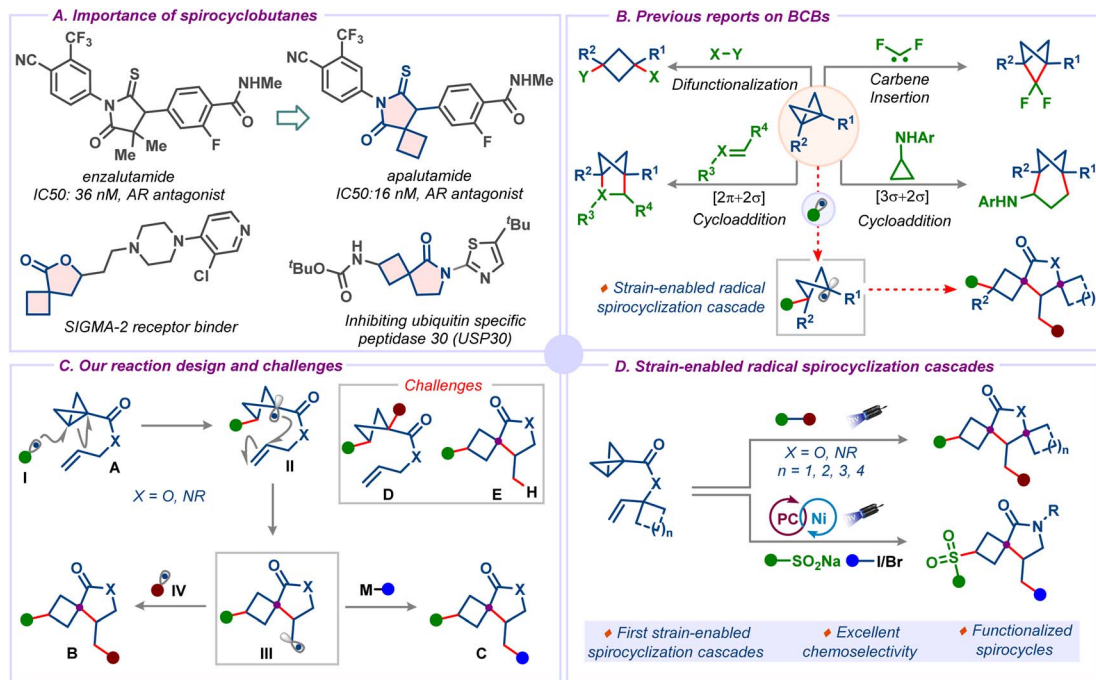 A. Importance of spirocyclobutanes
CF3
NC
S
N
O
Me
Me
F
O
NHMe
enzalutamide
IC50: 36 nM, AR antagonist
CF3
NC
S
N
O
F
O
NHMe
apalutamide
IC50:16 nM, AR antagonist
O
O
N
N
N
Cl
SIGMA-2 receptor binder
tBuO
O
H
N
O
N
S
N
tBu
Inhibiting ubiquitin specific
peptidase 30 (USP30)
B. Previous reports on BCBs
R2
R1
Y
X
X-Y
Difunctionalization
F
F
Carbene
Insertion
R2
R1
F
F
R1
R2
R2
R1
X
R3
R4
R4
X
R3
[2π+2σ]
Cycloaddition
NHAr
[3σ+2σ]
Cycloaddition
R2
R1
ArHN
♦ Strain-enabled radical
spirocyclization cascade
R1
R2
O
X
R2
( )n
C. Our reaction design and challenges
I
O
X
A
X = O, NR
O
X
II
Challenges
O
X
D
O
X
H
E
O
X
B
IV
O
X
III
M
O
X
C
D. Strain-enabled radical spirocyclization cascades
O
X
( )n
X = O, NR
n = 1, 2, 3, 4
O
X
( )n
PC
Ni
SO2Na
I/Br
O
S
O
O
N
R
♦ First strain-enabled
spirocyclization cascades
♦ Excellent
chemoselectivity
♦ Functionalized
spirocycles